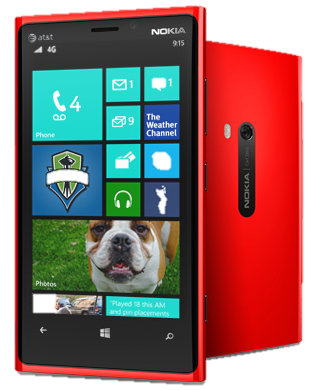 at&t
NOKIA
4G
9:15
4
Phone
1
1
9
The
Weather
Channel
Photos
"Played 18 this AM
and pin placements
NOKIA